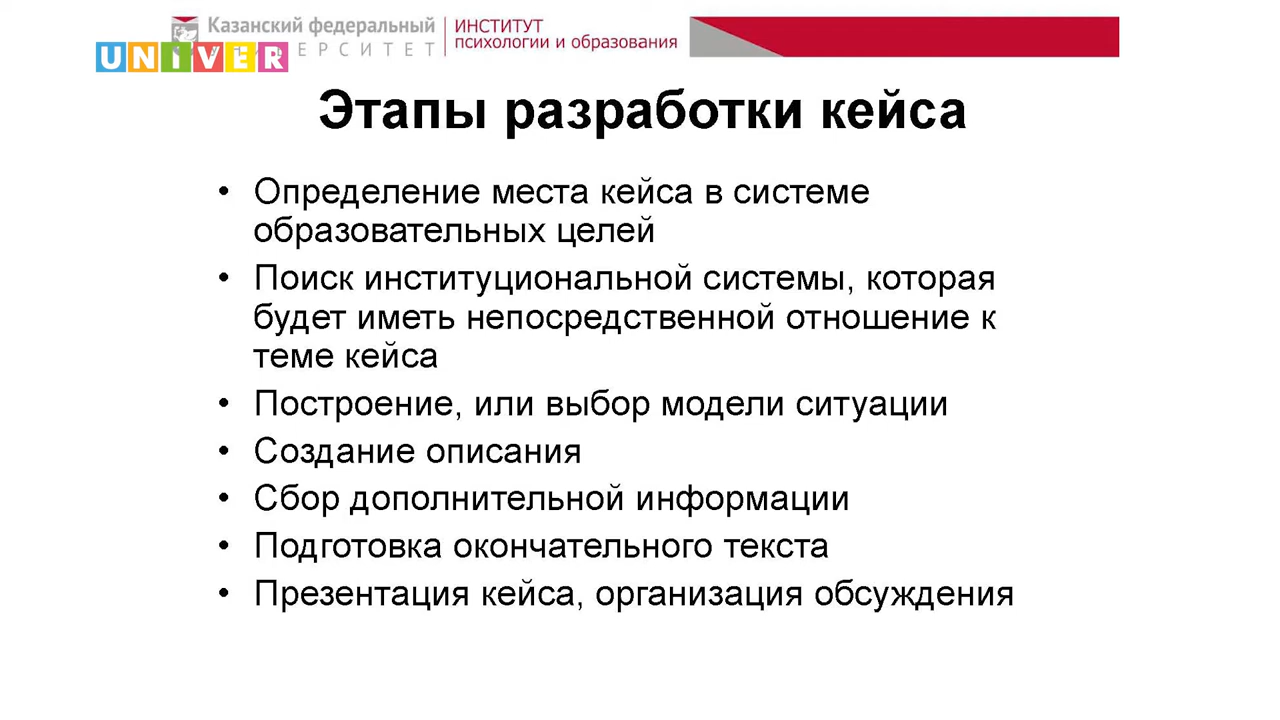 Казанский федеральный
ИНСТИТУТ
UNIVER
ЕРСИТЕТ
психологии и образования
Этапы разработки кейса
• Определение места кейса в системе
образовательных целей
• Поиск институциональной системы, которая
будет иметь непосредственной отношение к
теме кейса
• Построение, или выбор модели ситуации
• Создание описания
• Сбор дополнительной информации
• Подготовка окончательного текста
• Презентация кейса, организация обсуждения